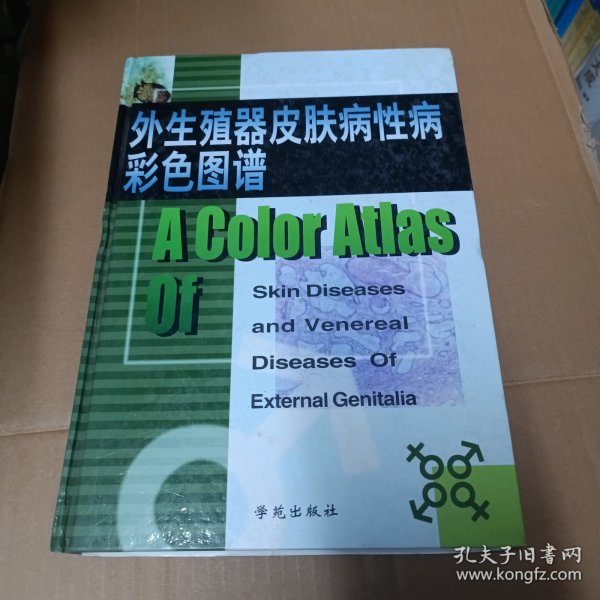 外生殖器皮肤病性病
彩色图谱
A Color Atlas
Of
Skin Diseases
and Venereal
Diseases Of
External Genitalia
学苑出版社
孔夫子旧书网
www.kongfz.com